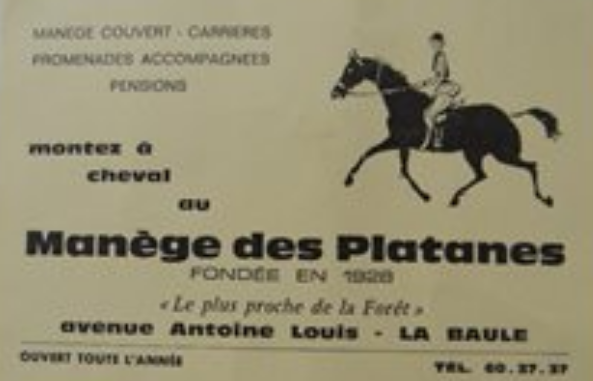 MANEGE COUVERT - CARRIERES
PROMENADES ACCOMPAGNEES
PENSIONS
montez à
cheval
au
Manège des Platanes
FONDÉE EN 1928
« Le plus proche de la Forêt »
avenue Antoine Louis - LA BAULE
OUVERT TOUTE L'ANNÉE
TEL. 60.27.37